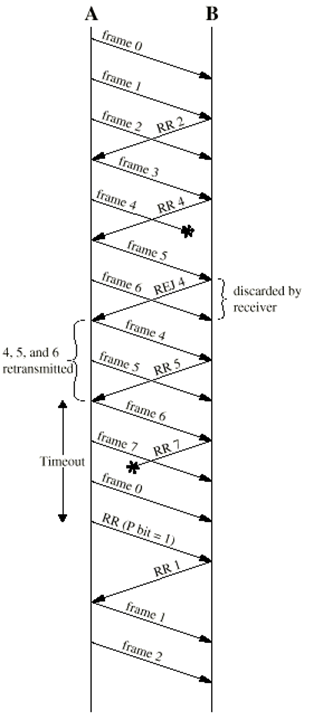 A B
frame 0
frame 1
frame 2
RR 2
frame 3
frame 4
RR 4
frame 5
frame 6
REJ 4
discarded by
receiver
frame 4
4, 5, and 6
retransmitted
frame 5
RR 5
frame 6
frame 7
RR 7
Timeout
frame 0
RR (P bit = 1)
RR 1
frame 1
frame 2